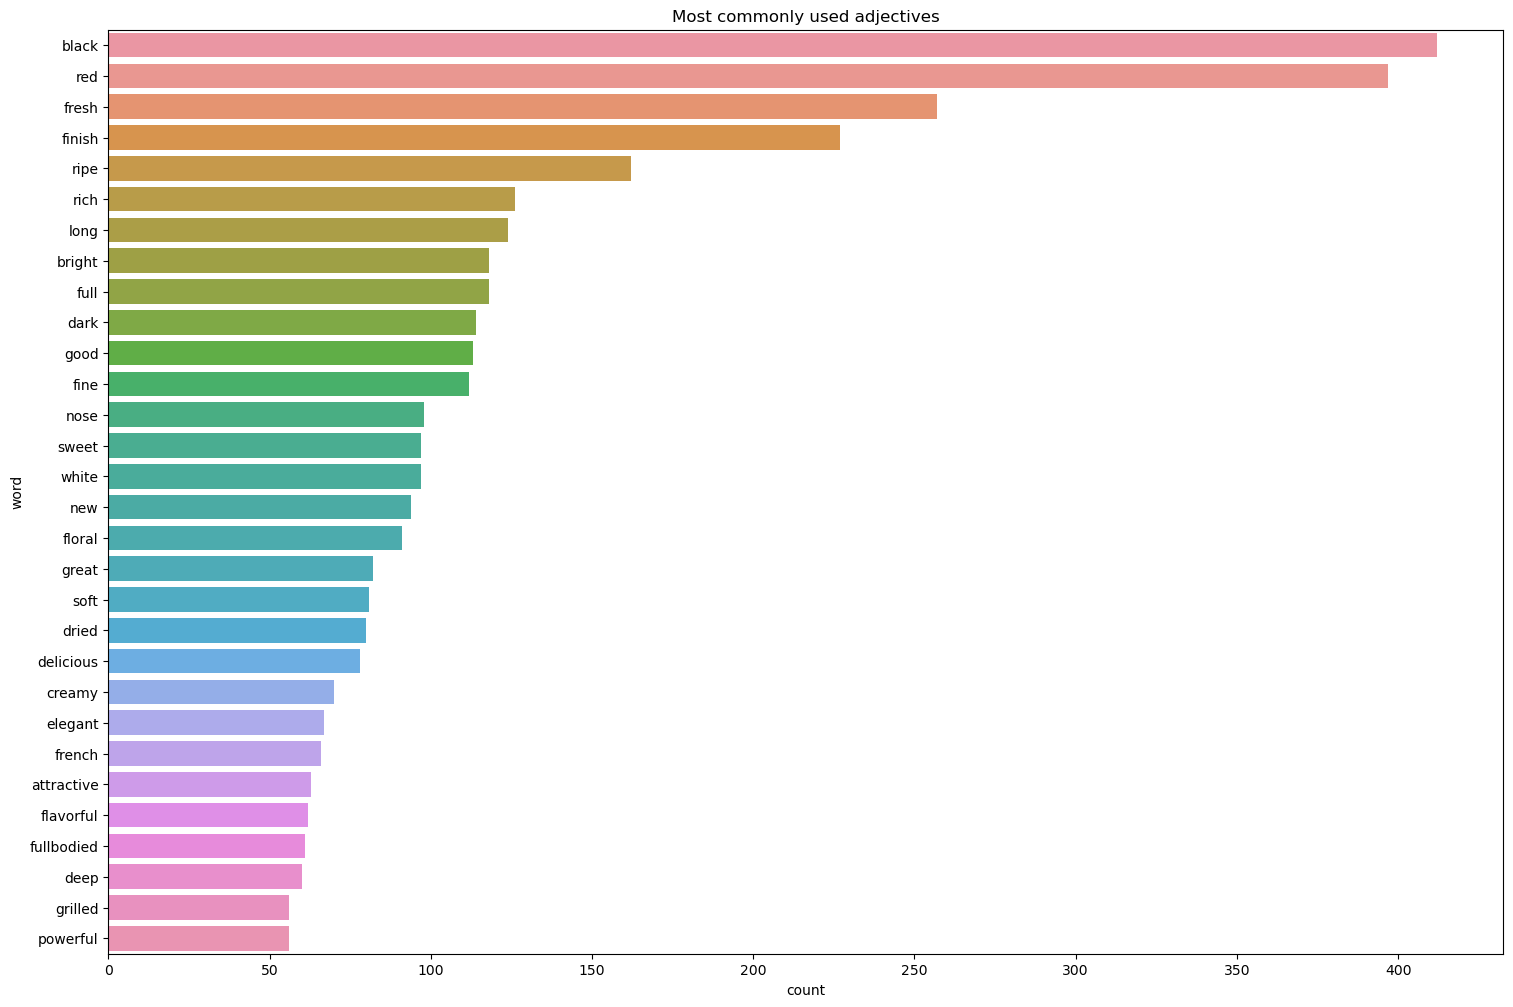 Most commonly used adjectives
black
red
fresh
finish
ripe
rich
long
bright
full
dark
good
fine
nose
sweet
white
new
floral
great
soft
dried
delicious
creamy
elegant
french
attractive
flavorful
fullbodied
deep
grilled
powerful
word
0 50 100 150 200 250 300 350 400
count